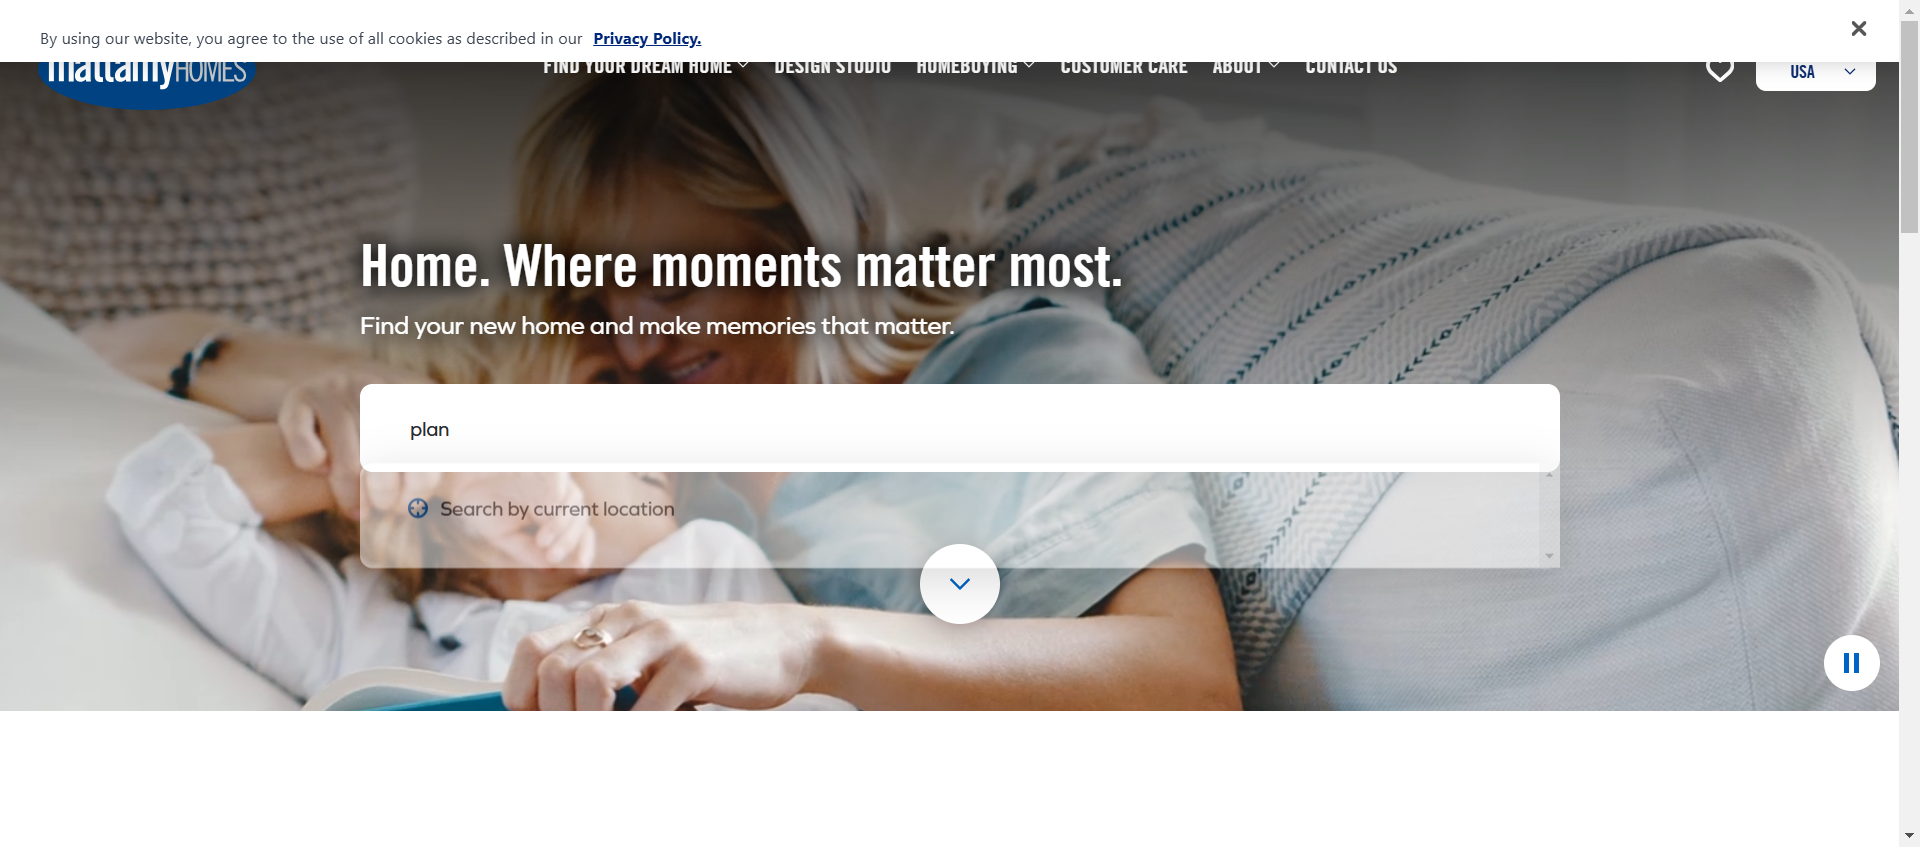 By using our website, you agree to the use of all cookies as described in our Privacy Policy.
mattamyHOMES
FIND YOUR DREAM HOME
DESIGN STUDIO
HOMEBUYING
CUSTOMER CARE
ABOUT
CONTACT US
USA
Home. Where moments matter most.
Find your new home and make memories that matter.
plan
Search by current location